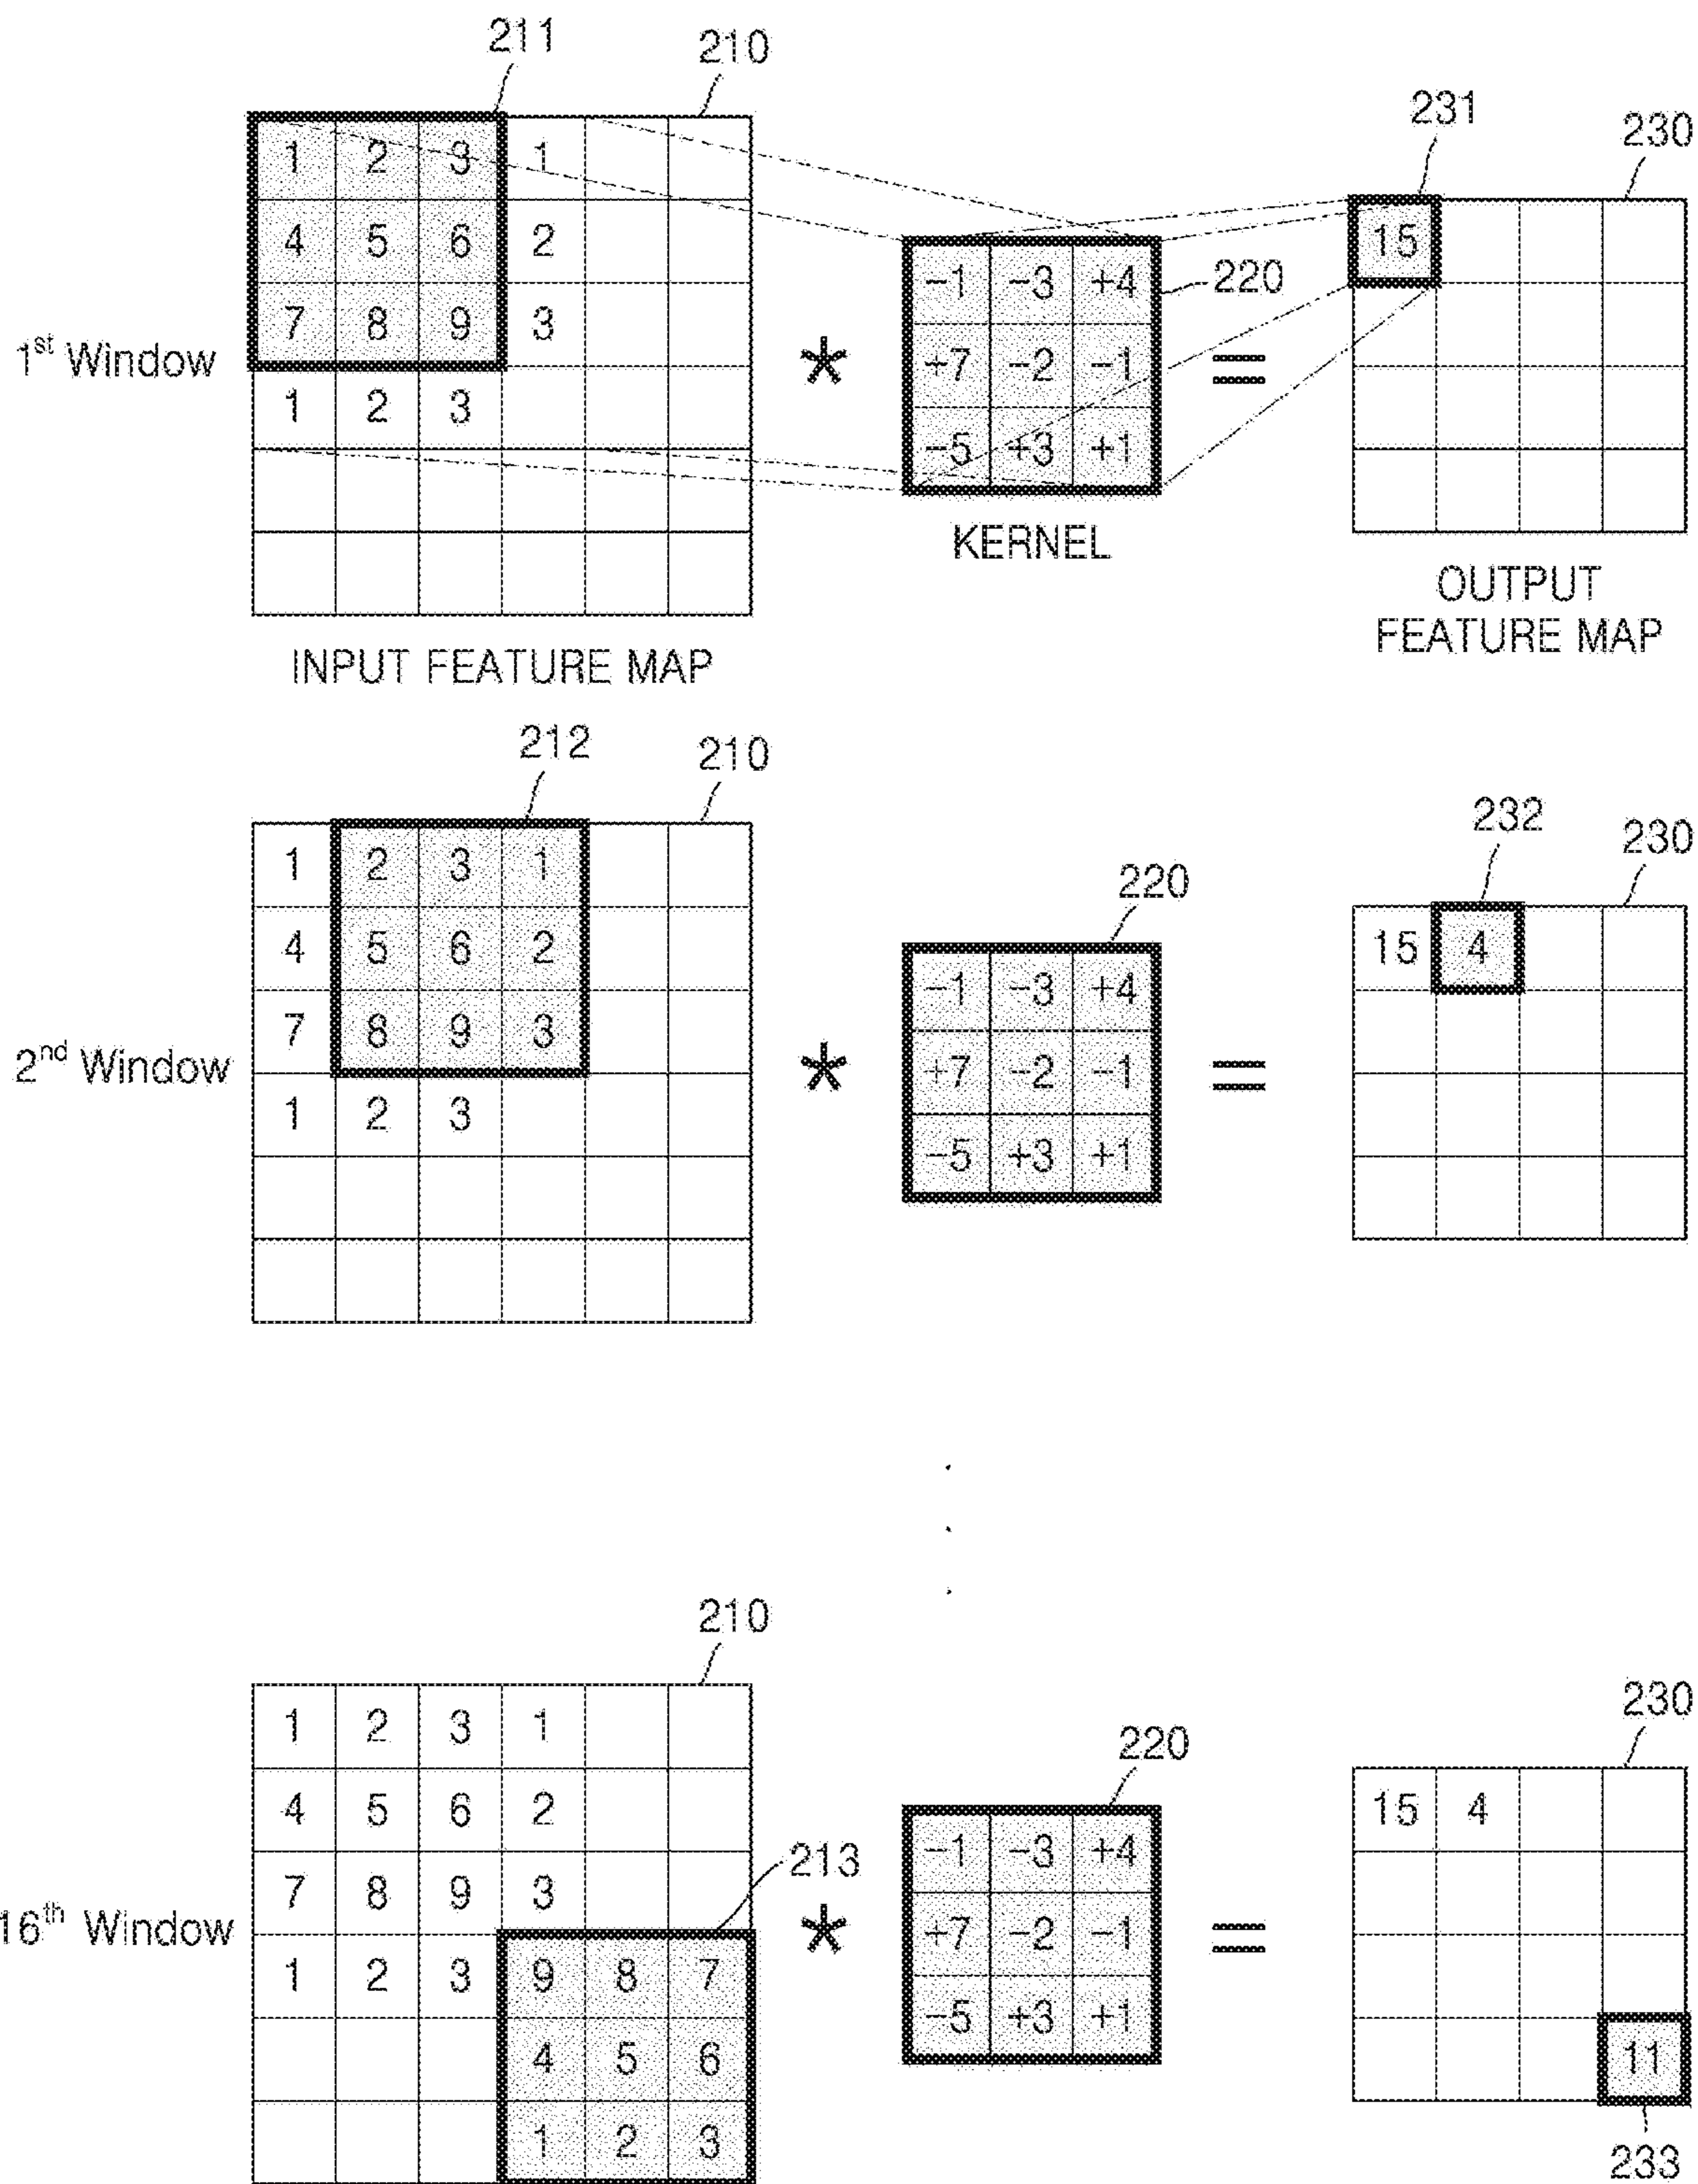 211 210
231 230
1 2 3 1
4 5 6 2
7 8 9 3
1 2 3
1st Window
*
-1 -3 +4
+7 -2 -1
-5 +3 +1
220
KERNEL
=
15
INPUT FEATURE MAP
OUTPUT
FEATURE MAP
212 210
232 230
1 2 3 1
4 5 6 2
7 8 9 3
1 2 3
2nd Window
*
220
-1 -3 +4
+7 -2 -1
-5 +3 +1
=
15 4
210
230
1 2 3 1
4 5 6 2
7 8 9 3
1 2 3 9 8 7
4 5 6
1 2 3
16th Window
213
*
220
-1 -3 +4
+7 -2 -1
-5 +3 +1
=
15 4
11
233